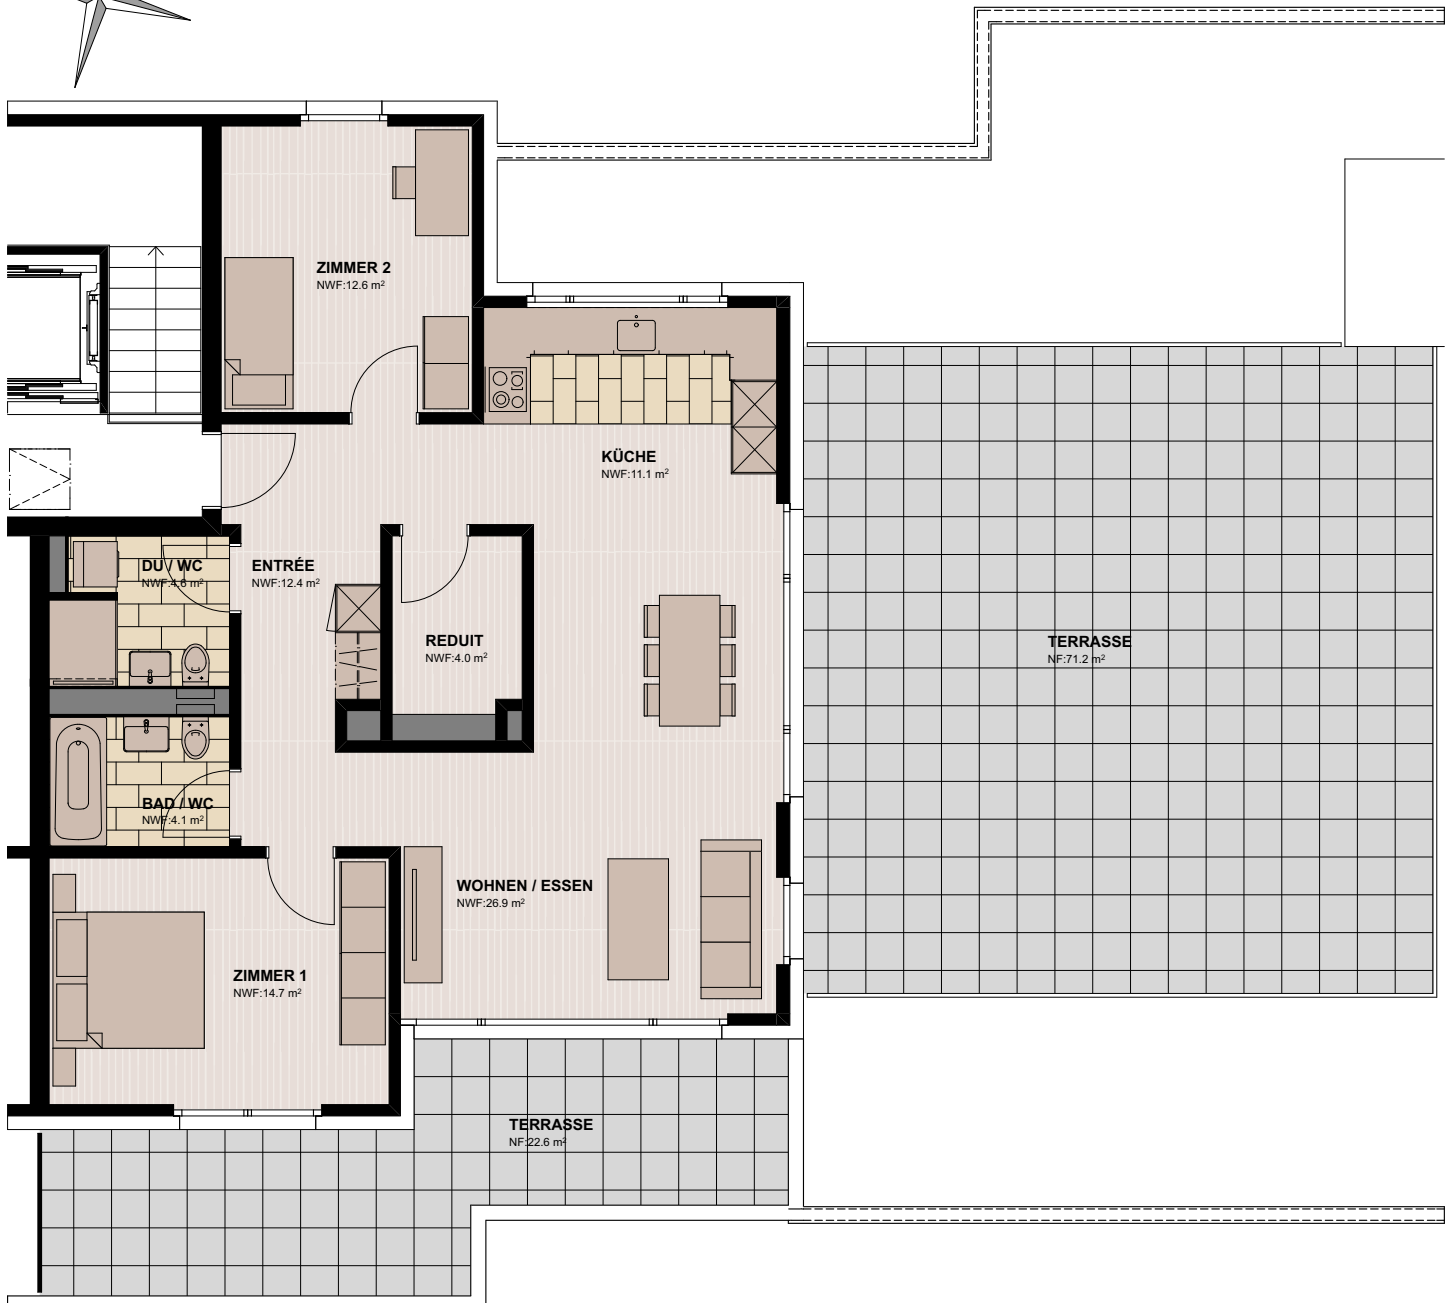 ZIMMER 2
NWF:12.6 m²
KÜCHE
NWF:11.1 m²
DU / WC
NWF:4.6 m²
ENTRÉE
NWF:12.4 m²
REDUIT
NWF:4.0 m²
TERRASSE
NF:71.2 m²
BAD / WC
NWF:4.1 m²
WOHNEN / ESSEN
NWF:26.9 m²
ZIMMER 1
NWF:14.7 m²
TERRASSE
NF:22.6 m²